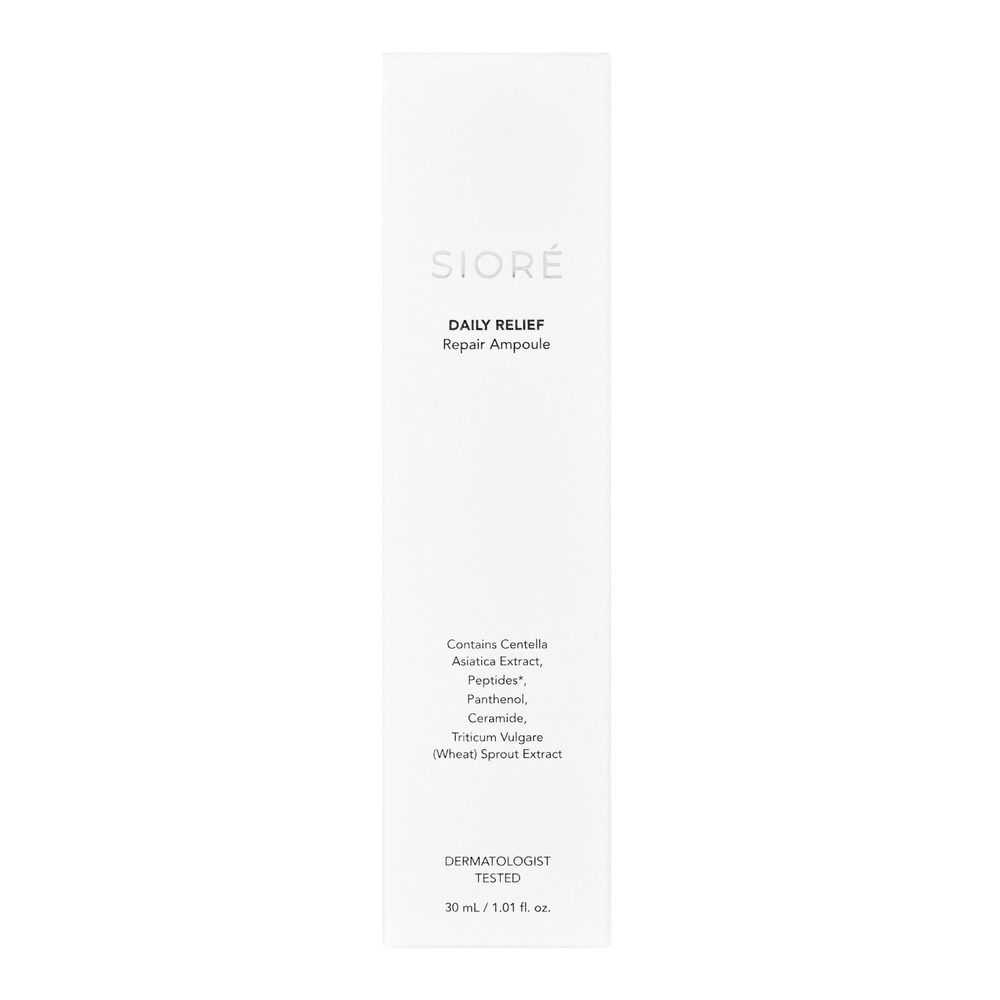 SIORÉ
DAILY RELIEF
Repair Ampoule
Contains Centella
Asiatica Extract,
Peptides*,
Panthenol,
Ceramide,
Triticum Vulgare
(Wheat) Sprout Extract
DERMATOLOGIST
TESTED
30 mL / 1.01 fl. oz.